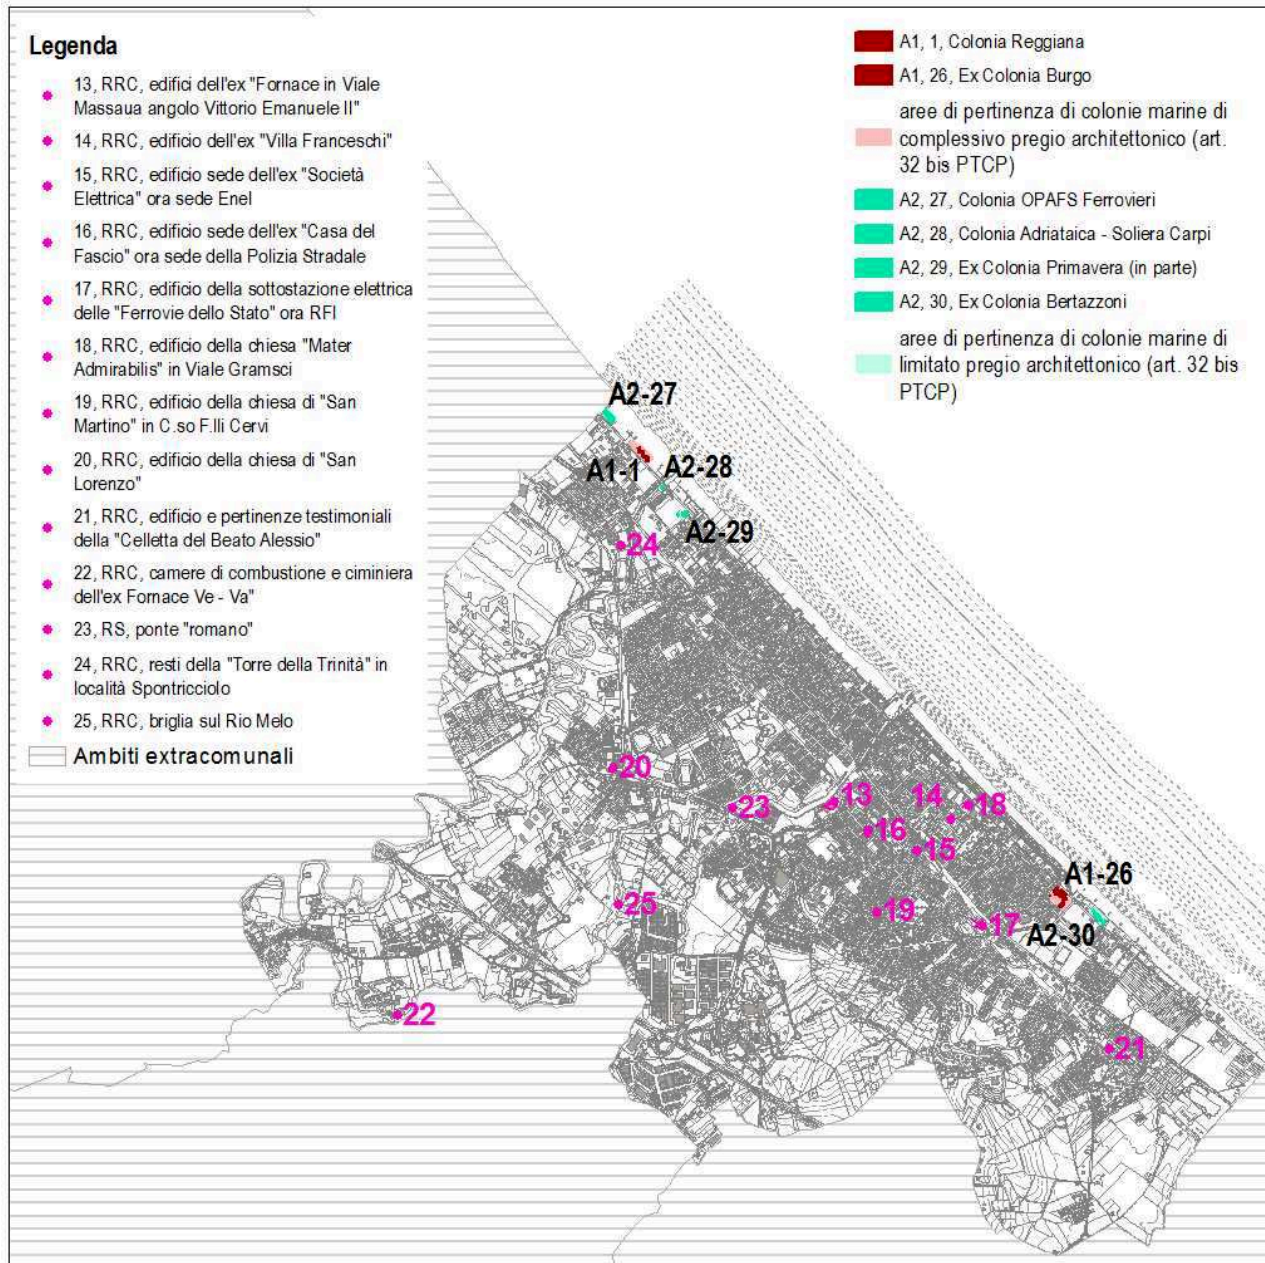 Legenda
13, RRC, edifici dell'ex "Fornace in Viale
Massaua angolo Vittorio Emanuele II"
14, RRC, edificio dell'ex "Villa Franceschi"
15, RRC, edificio sede dell'ex "Società
Elettrica" ora sede Enel
16, RRC, edificio sede dell'ex "Casa del
Fascio" ora sede della Polizia Stradale
17, RRC, edificio della sottostazione elettrica
delle "Ferrovie dello Stato" ora RFI
18, RRC, edificio della chiesa "Mater
Admirabilis" in Viale Gramsci
19, RRC, edificio della chiesa di "San
Martino" in C.so F.lli Cervi
20, RRC, edificio della chiesa di "San
Lorenzo"
21, RRC, edificio e pertinenze testimoniali
della "Celletta del Beato Alessio"
22, RRC, camere di combustione e ciminiera
dell'ex Fornace Ve - Va"
23, RS, ponte "romano"
24, RRC, resti della "Torre della Trinità" in
località Spontricciolo
25, RRC, briglia sul Rio Melo
Ambiti extracomunali
A1, 1, Colonia Reggiana
A1, 26, Ex Colonia Burgo
aree di pertinenza di colonie marine di
complessivo pregio architettonico (art.
32 bis PTCP)
A2, 27, Colonia OPAFS Ferrovieri
A2, 28, Colonia Adriataica - Soliera Carpi
A2, 29, Ex Colonia Primavera (in parte)
A2, 30, Ex Colonia Bertazzoni
aree di pertinenza di colonie marine di
limitato pregio architettonico (art. 32 bis
PTCP)
A2-27
A1-1
A2-28
A2-29
24
20
23
13
14
18
16
15
A1-26
25
19
17
A2-30
22
21